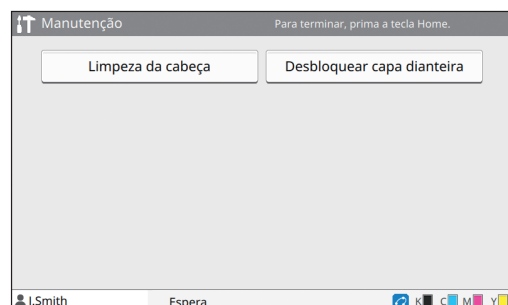 Manutenção
Para terminar, prima a tecla Home.
Limpeza da cabeça
Desbloquear capa dianteira
I.Smith
Espera
K C M Y